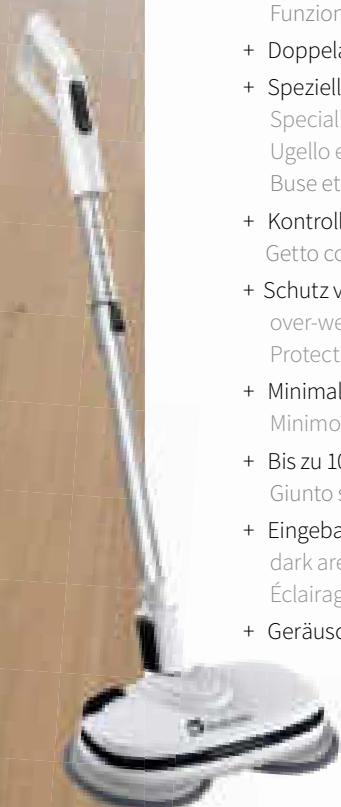 Funzion
+ Doppela
+ Speziell
Special
Ugello e
Buse et
+ Kontroll
Getto co
+ Schutz v
over-we
Protect
+ Minimal
Minimo
+ Bis zu 10
Giunto s
+ Eingeba
dark are
Éclairag
+ Geräusc